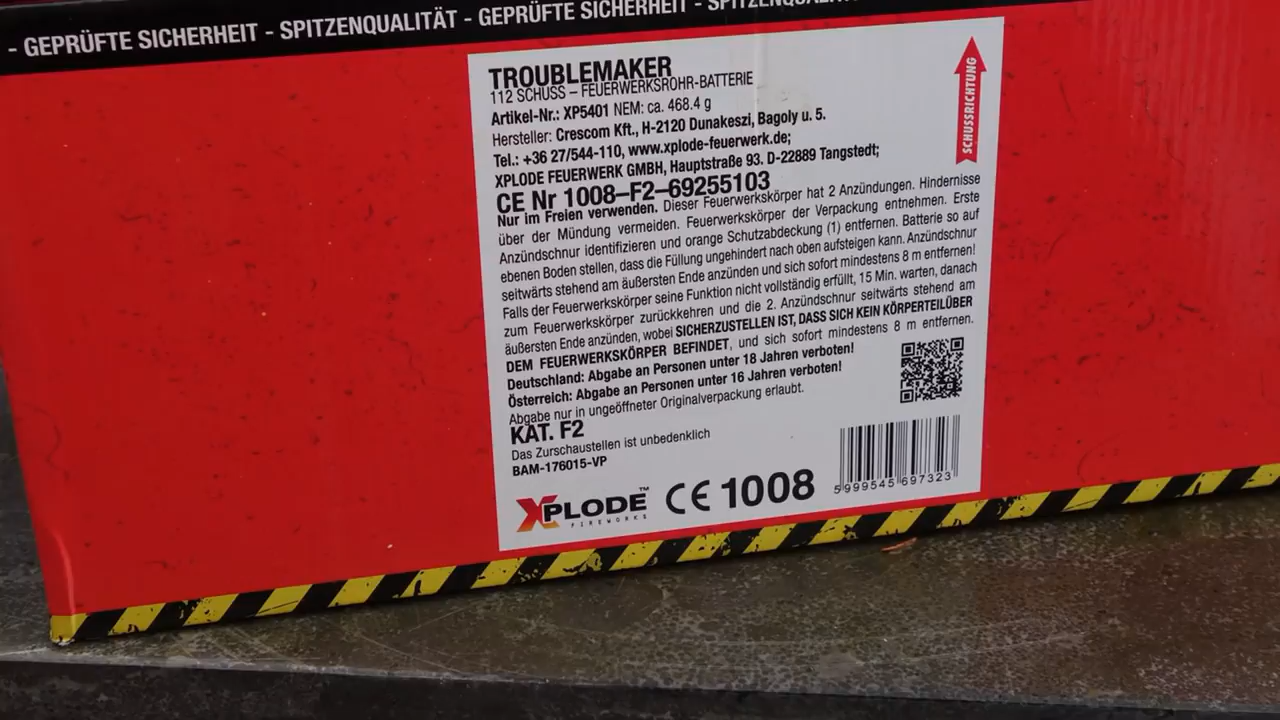 - GEPRÜFTE SICHERHEIT - SPITZENQUALITÄT - GEPRÜFTE SICHERHEIT - SPITZENQUALITÄT
TROUBLEMAKER
112 SCHUSS – FEUERWERKSROHR-BATTERIE
Artikel-Nr.: XP5401 NEM: ca. 468.4 g
Hersteller: Crescom Kft., H-2120 Dunakeszi, Bagoly u. 5.
Tel.: +36 27/544-110, www.xplode-feuerwerk.de;
XPLODE FEUERWERK GMBH, Hauptstraße 93. D-22889 Tangstedt;
CE Nr 1008–F2–69255103
Nur im Freien verwenden. Dieser Feuerwerkskörper hat 2 Anzündungen. Hindernisse
über der Mündung vermeiden. Feuerwerkskörper der Verpackung entnehmen. Erste
Anzündschnur identifizieren und orange Schutzabdeckung (1) entfernen. Batterie so auf
ebenen Boden stellen, dass die Füllung ungehindert nach oben aufsteigen kann. Anzündschnur
seitwärts stehend am äußersten Ende anzünden und sich sofort mindestens 8 m entfernen!
Falls der Feuerwerkskörper seine Funktion nicht vollständig erfüllt, 15 Min. warten, danach
zum Feuerwerkskörper zurückkehren und die 2. Anzündschnur seitwärts stehend am
äußersten Ende anzünden, wobei SICHERZUSTELLEN IST, DASS SICH KEIN KÖRPERTEILÜBER
DEM FEUERWERKSKÖRPER BEFINDET, und sich sofort mindestens 8 m entfernen.
Deutschland: Abgabe an Personen unter 18 Jahren verboten!
Österreich: Abgabe an Personen unter 16 Jahren verboten!
Abgabe nur in ungeöffneter Originalverpackung erlaubt.
KAT. F2
Das Zurschaustellen ist unbedenklich
BAM-176015-VP
XPLODE™
FIREWORKS
CE 1008
5999545697323
SCHUSSRICHTUNG